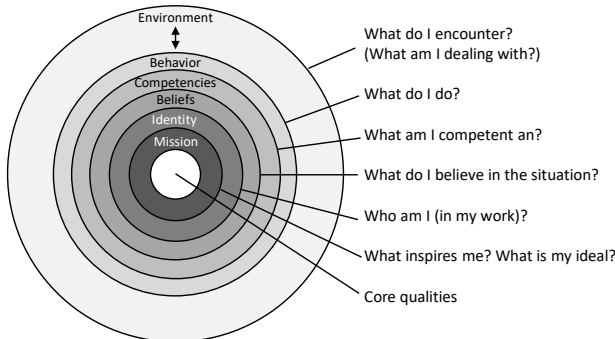 Environment
Behavior
Competencies
Beliefs
Identity
Mission
What do I encounter?
(What am I dealing with?)
What do I do?
What am I competent an?
What do I believe in the situation?
Who am I (in my work)?
What inspires me? What is my ideal?
Core qualities